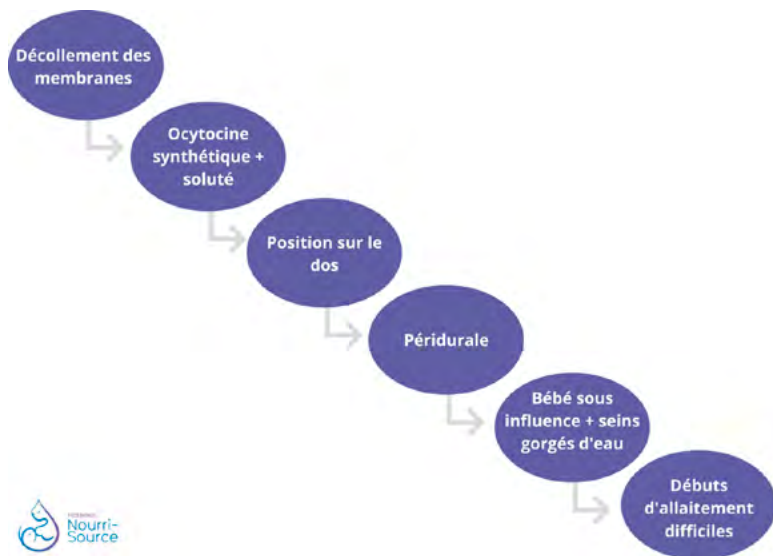 Décollement des
membranes
Ocytocine
synthétique +
soluté
Position sur le
dos
Péridurale
Bébé sous
influence + seins
gorgés d'eau
Débuts
d'allaitement
difficiles
Nourri-
Source